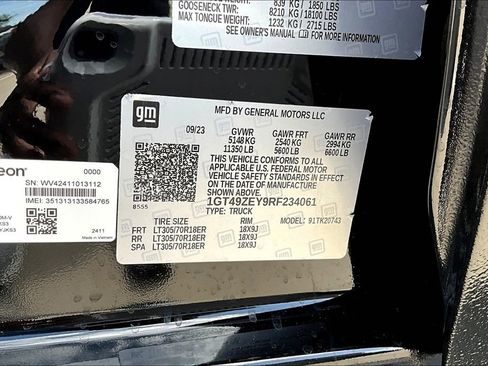 839 KG / 1850 LBS
GOOSENECK TWR:
8210 KG / 18100 LBS
MAX TONGUE WEIGHT:
1232 KG / 2715 LBS
SEE OWNER'S MANUAL FOR MORE INFORMATION
gm
MFD BY GENERAL MOTORS LLC
09/23 GVWR GAWR FRT GAWR RR
5148 KG 2540 KG 2994 KG
11350 LB 5600 LB 6600 LB
THIS VEHICLE CONFORMS TO ALL
APPLICABLE U.S. FEDERAL MOTOR
VEHICLE SAFETY STANDARDS IN
EFFECT ON THE DATE OF
MANUFACTURE SHOWN ABOVE.
1GT49ZEY9RF234061
TYPE: TRUCK
8555
MODEL: 91TK20743
TIRE SIZE RIM
FRT LT305/70R18ER 18X9J
RR LT305/70R18ER 18X9J
SPA LT305/70R18ER 18X9J
eon 0000
SN: WV42411013112
IMEI: 351313133584765
2411
Made in Vietnam